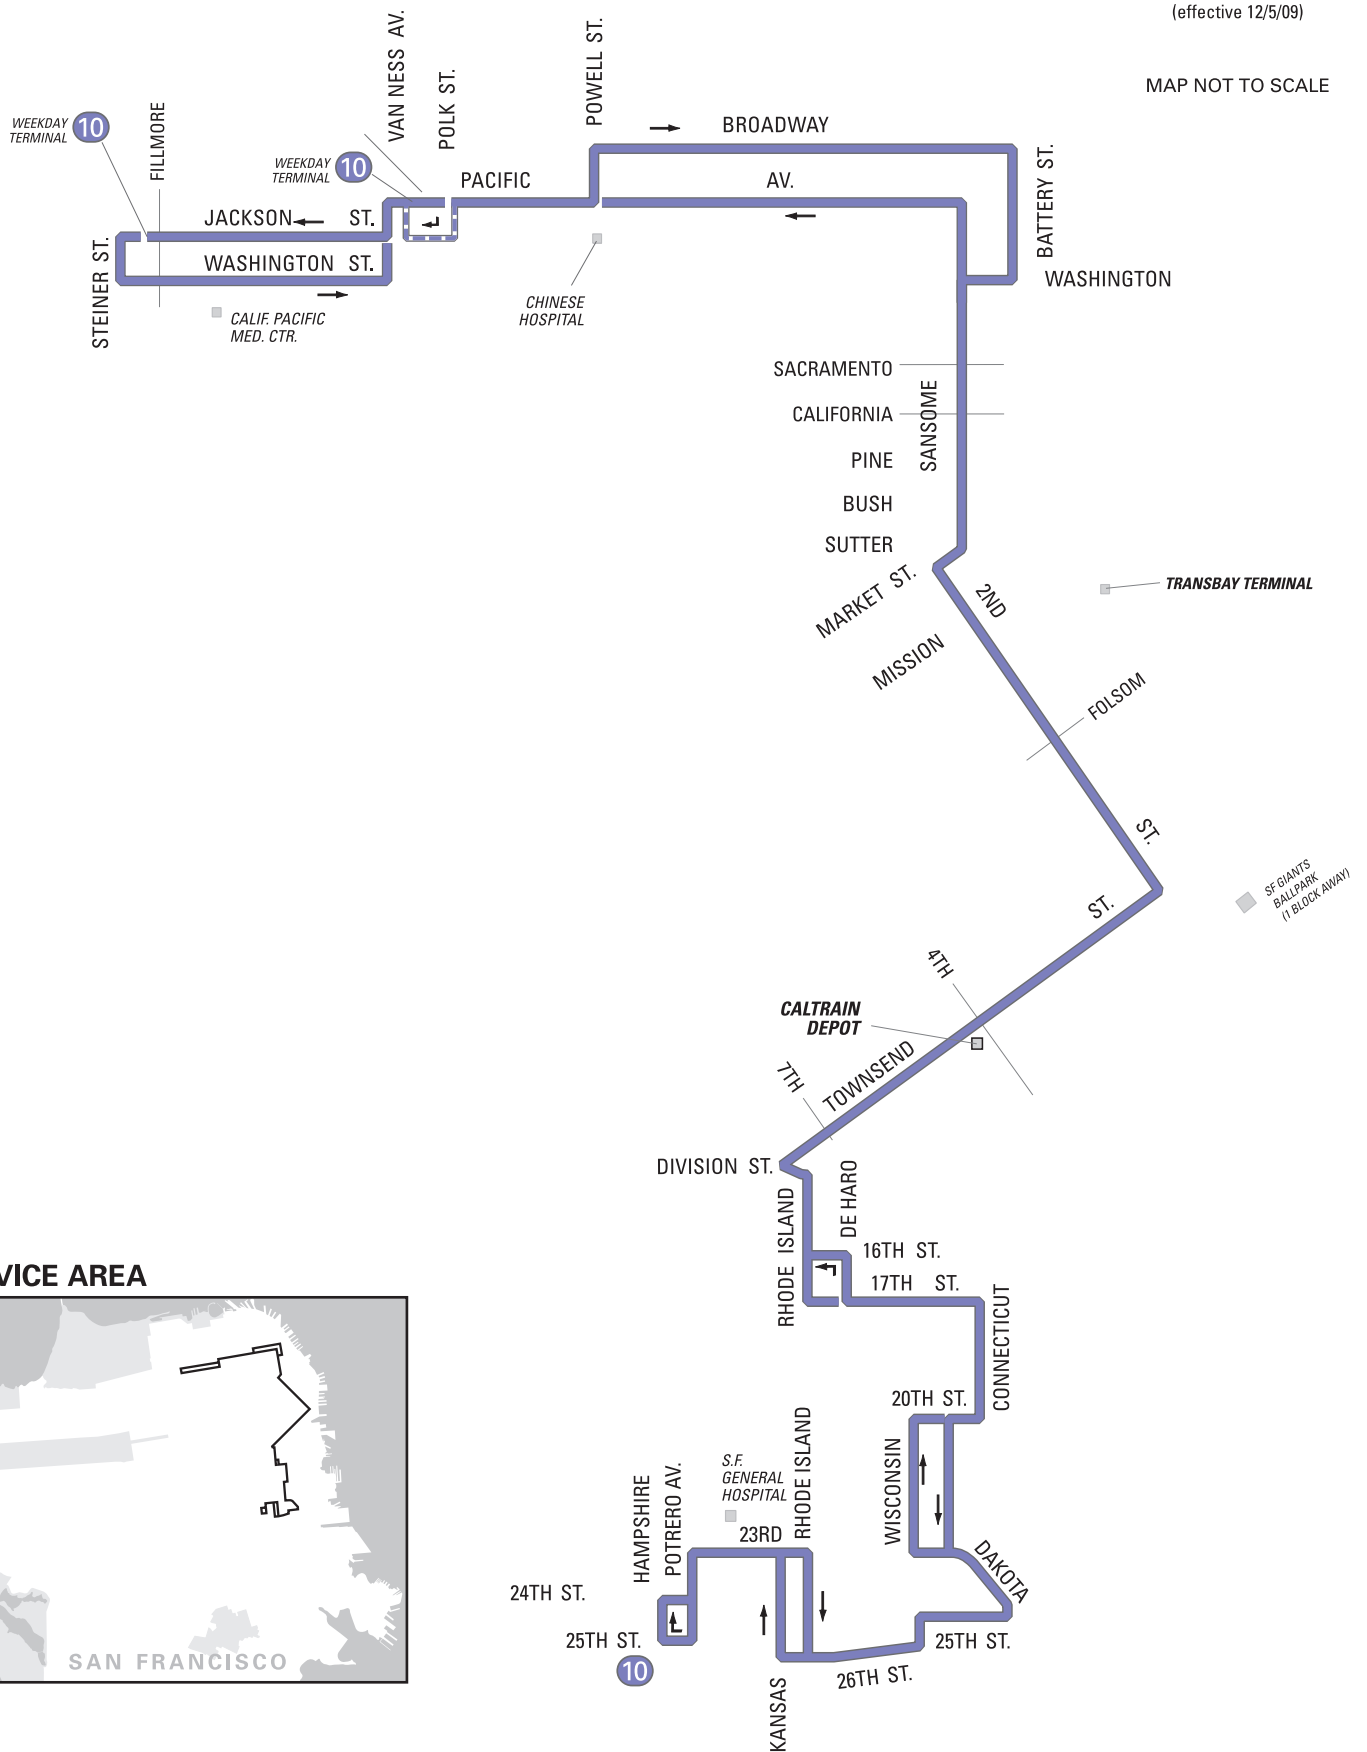 (effective 12/5/09)
MAP NOT TO SCALE
VAN NESS AV.
POLK ST.
POWELL ST.
BROADWAY
WEEKDAY
TERMINAL
10
FILLMORE
WEEKDAY
TERMINAL
10
PACIFIC
AV.
BATTERY ST.
JACKSON
ST.
STEINER ST.
WASHINGTON ST.
WASHINGTON
CALIF. PACIFIC
MED. CTR.
CHINESE
HOSPITAL
SACRAMENTO
CALIFORNIA
SANSOME
PINE
BUSH
SUTTER
MARKET ST.
2ND
TRANSBAY TERMINAL
MISSION
FOLSOM
ST.
SF GIANTS
BALLPARK
(1 BLOCK AWAY)
ST.
4TH
CALTRAIN
DEPOT
TOWNSEND
7TH
DIVISION ST.
RHODE ISLAND
DE HARO
16TH ST.
17TH ST.
CONNECTICUT
20TH ST.
WISCONSIN
RHODE ISLAND
S.F.
GENERAL
HOSPITAL
HAMPSHIRE
POTRERO AV.
23RD
DAKOTA
24TH ST.
25TH ST.
10
25TH ST.
26TH ST.
KANSAS
VICE AREA
SAN FRANCISCO